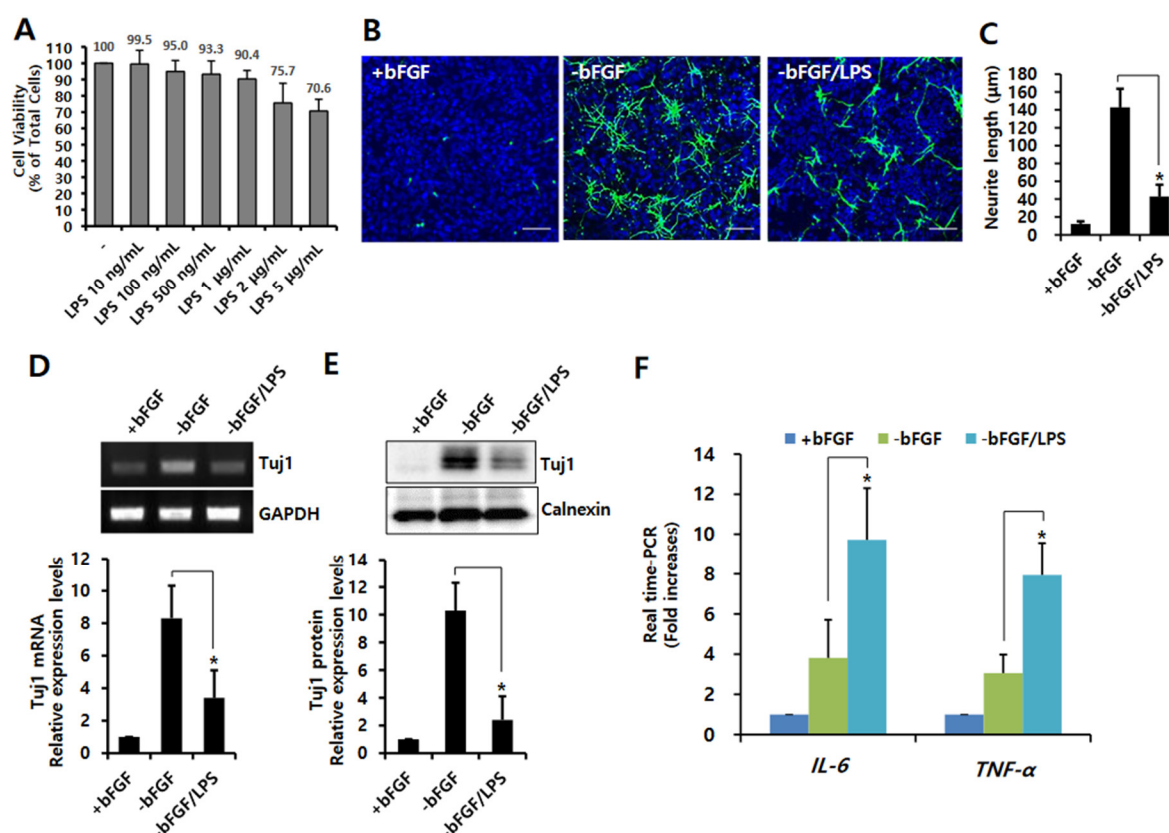 A
Cell Viability
(% of Total Cells)
110
100
90
80
70
60
50
40
30
20
10
0
100
99.5
95.0
93.3
90.4
75.7
70.6
-
LPS 10 ng/mL
LPS 100 ng/mL
LPS 500 ng/mL
LPS 1 μg/mL
LPS 2 μg/mL
LPS 5 μg/mL
B
+bFGF
-bFGF
-bFGF/LPS
C
Neurite length (μm)
180
160
140
120
100
80
60
40
20
0
*
+bFGF
-bFGF
-bFGF/LPS
D
+bFGF
-bFGF
-bFGF/LPS
Tuj1
GAPDH
Tuj1 mRNA
Relative expression levels
12
10
8
6
4
2
0
*
+bFGF
-bFGF
-bFGF/LPS
E
+bFGF
-bFGF
-bFGF/LPS
Tuj1
Calnexin
Tuj1 protein
Relative expression levels
14
12
10
8
6
4
2
0
*
+bFGF
-bFGF
-bFGF/LPS
F
+bFGF -bFGF -bFGF/LPS
Real time-PCR
(Fold increases)
14
12
10
8
6
4
2
0
*
*
IL-6
TNF-α